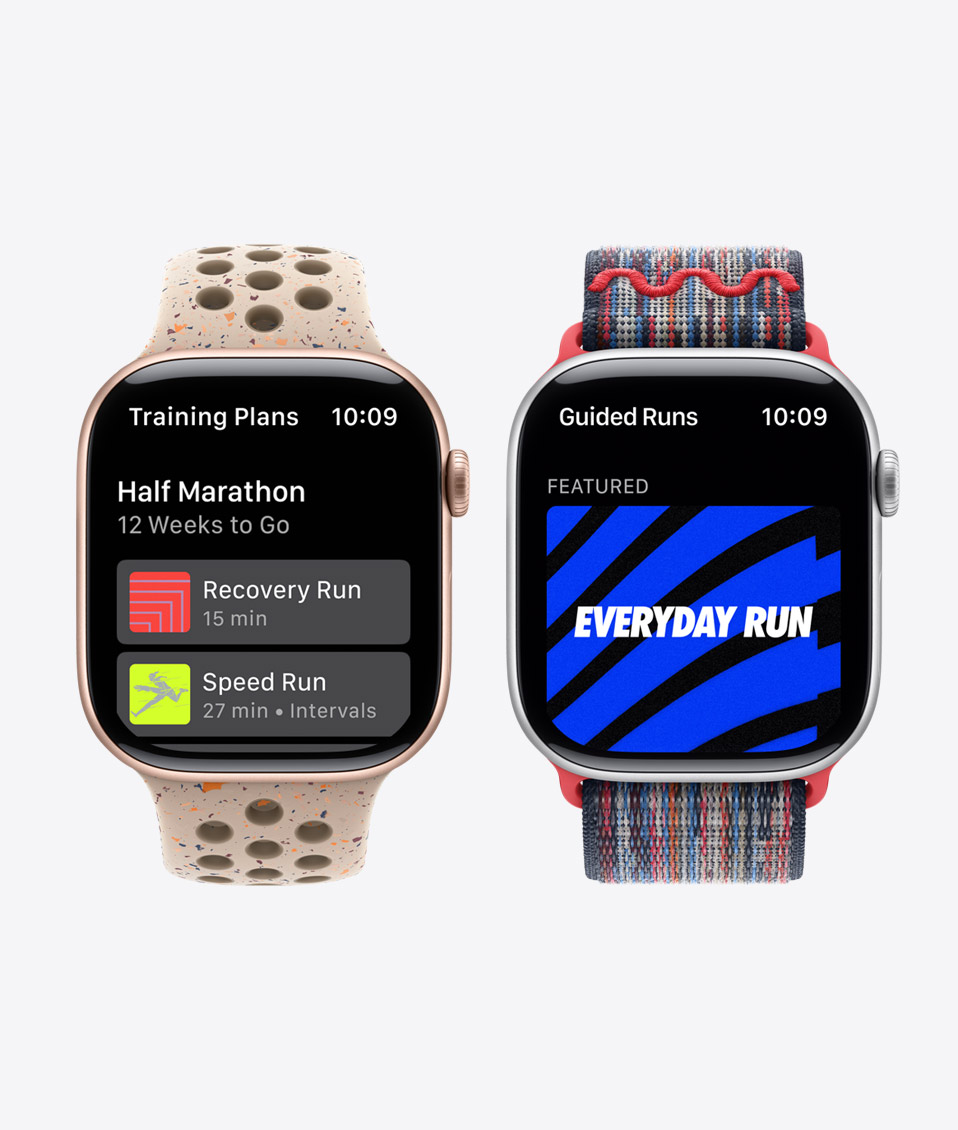 Training Plans 10:09
Half Marathon
12 Weeks to Go
Recovery Run
15 min
Speed Run
27 min • Intervals
Guided Runs 10:09
FEATURED
EVERYDAY RUN